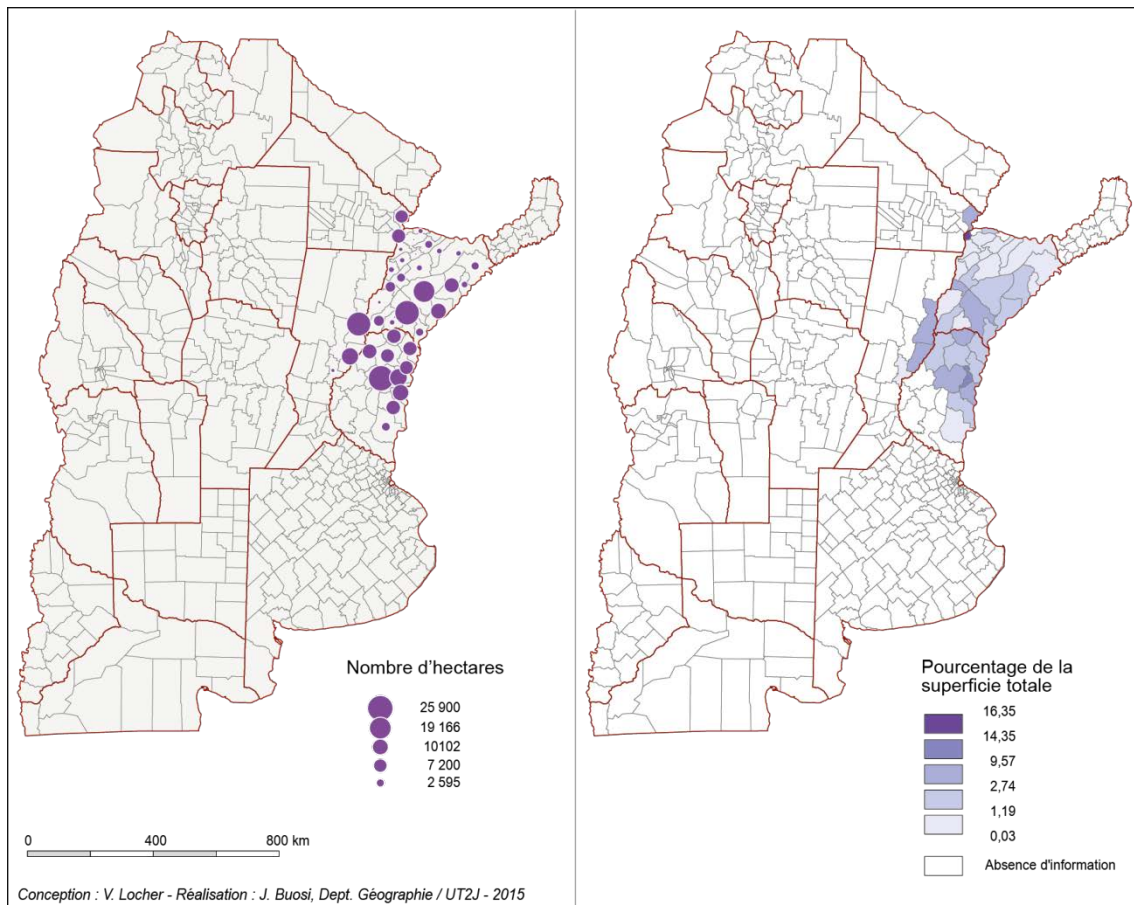 Nombre d'hectares
25 900
19 166
10102
7 200
2 595
0 400 800 km
Conception : V. Locher - Réalisation : J. Buosi, Dept. Géographie / UT2J - 2015
Pourcentage de la
superficie totale
16,35
14,35
9,57
2,74
1,19
0,03
Absence d'information